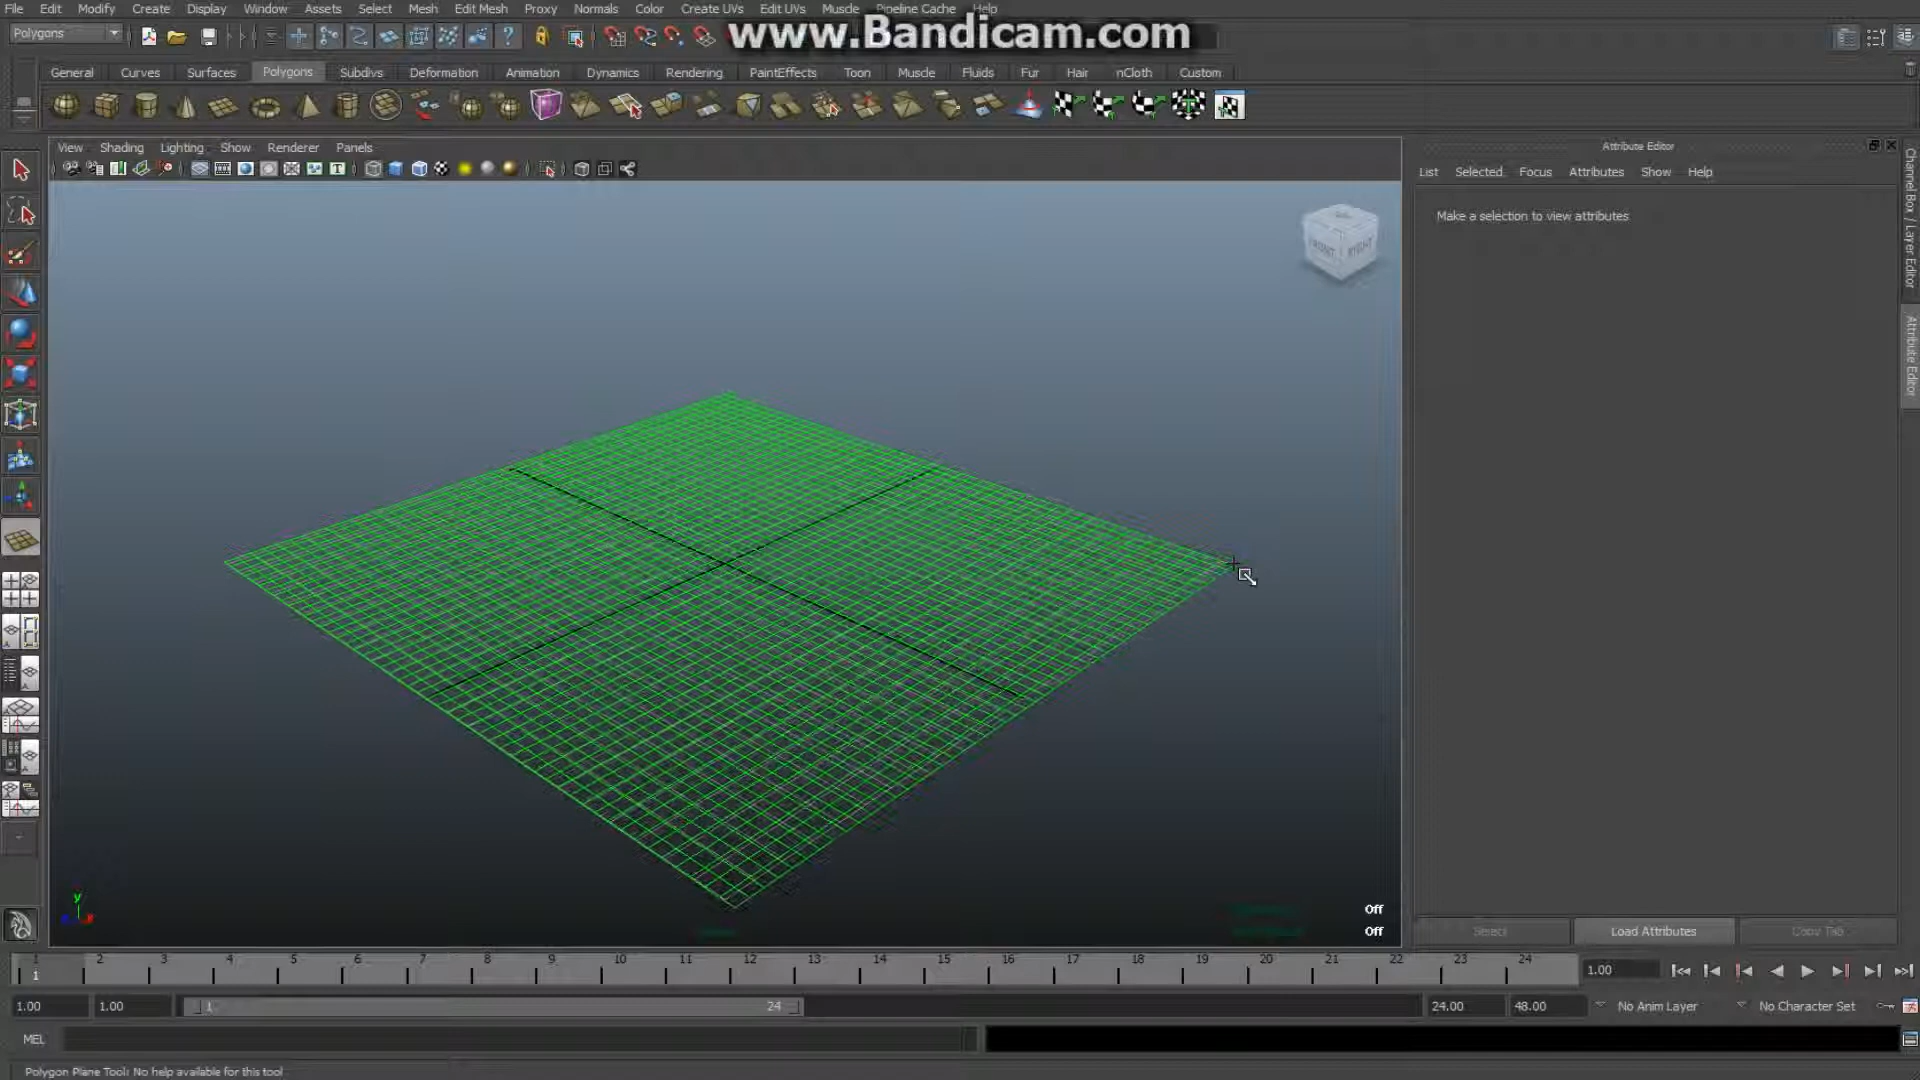 File Edit Modify Create Display Window Assets Select Mesh Edit Mesh Proxy Normals Color Create UVs Edit UVs Muscle Pipeline Cache Help
www.Bandicam.com
Polygons
General Curves Surfaces Polygons Subdivs Deformation Animation Dynamics Rendering PaintEffects Toon Muscle Fluids Fur Hair nCloth Custom
View Shading Lighting Show Renderer Panels
Attribute Editor
List Selected Focus Attributes Show Help
Make a selection to view attributes
FRONT RIGHT
Channel Box / Layer Editor
Attribute Editor
y
Off
Off
Select Load Attributes Copy Tab
1 2 3 4 5 6 7 8 9 10 11 12 13 14 15 16 17 18 19 20 21 22 23 24
1
1.00
1.00 1.00 1 24 24.00 48.00 No Anim Layer No Character Set
MEL
Polygon Plane Tool: No help available for this tool